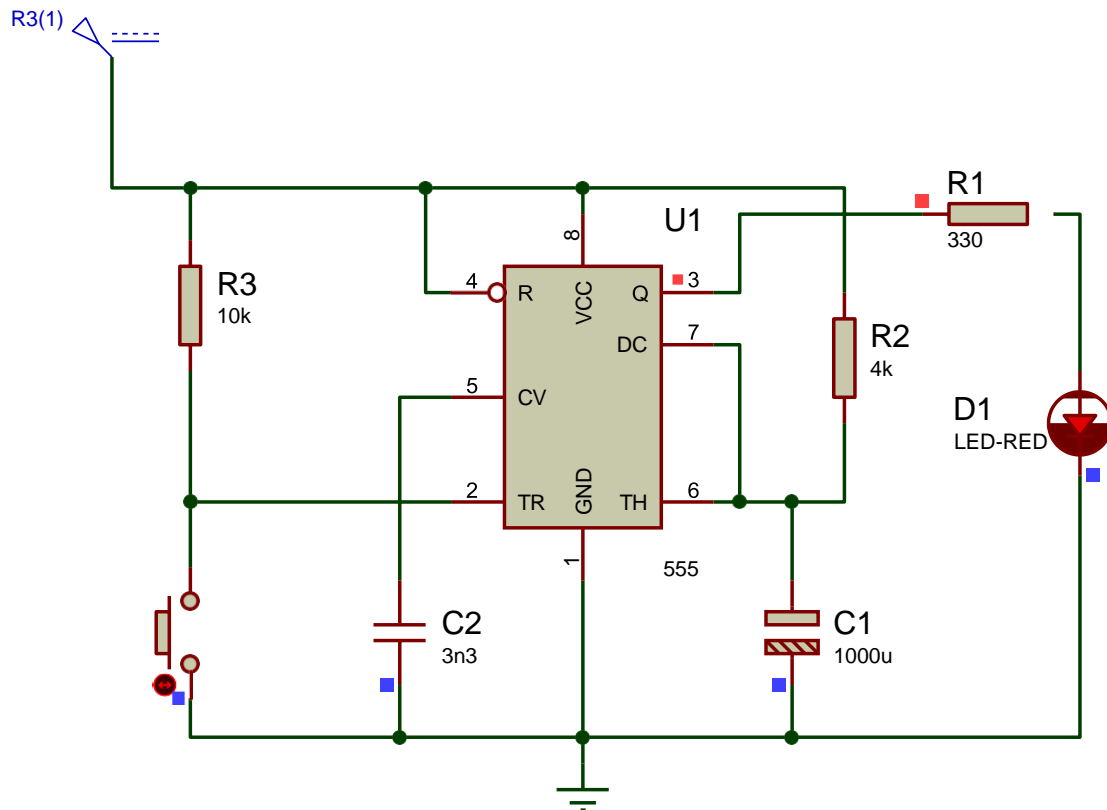 R3(1)
R3
10k
U1
8
VCC
4
R
Q
3
DC
7
5
CV
2
TR
GND
TH
6
1
555
R1
330
R2
4k
D1
LED-RED
C2
3n3
C1
1000u